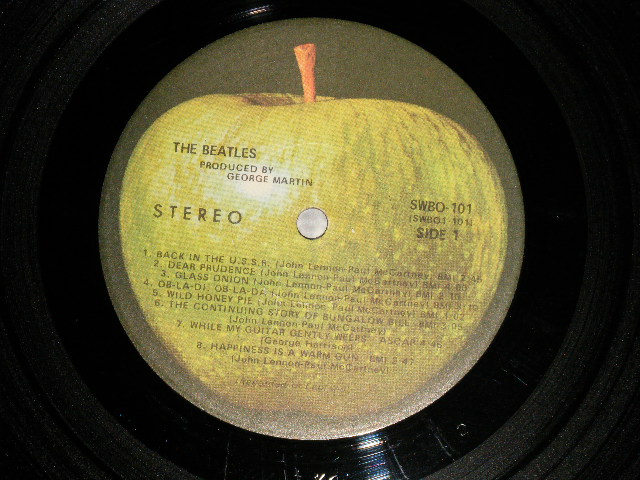 THE BEATLES
PRODUCED BY
GEORGE MARTIN
STEREO
SWBO-101
(SWBO1 101)
SIDE 1
1. BACK IN THE U.S.S.R. (John Lennon-Paul McCartney) BMI 2:45
2. DEAR PRUDENCE (John Lennon-Paul McCartney) BMI 4:00
3. GLASS ONION (John Lennon-Paul McCartney) BMI 2:10
4. OB-LA-DI, OB-LA-DA (John Lennon-Paul McCartney) BMI 3:10
5. WILD HONEY PIE (John Lennon-Paul McCartney) BMI 1:02
6. THE CONTINUING STORY OF BUNGALOW BILL BMI 3:05
(John Lennon-Paul McCartney)
7. WHILE MY GUITAR GENTLY WEEPS ASCAP 4:46
(George Harrison)
8. HAPPINESS IS A WARM GUN BMI 2:47
(John Lennon-Paul McCartney)
Recorded in